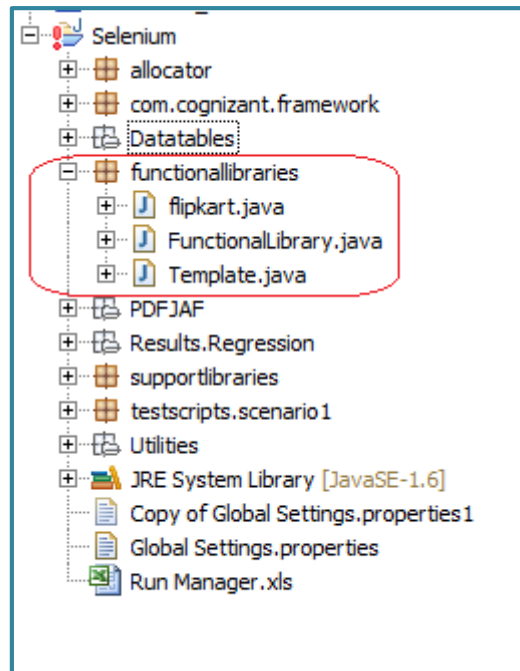 Selenium
allocator
com.cognizant.framework
Datatables
functionallibraries
flipkart.java
FunctionalLibrary.java
Template.java
PDFJAF
Results.Regression
supportlibraries
testscripts.scenario1
Utilities
JRE System Library [JavaSE-1.6]
Copy of Global Settings.properties1
Global Settings.properties
Run Manager.xls